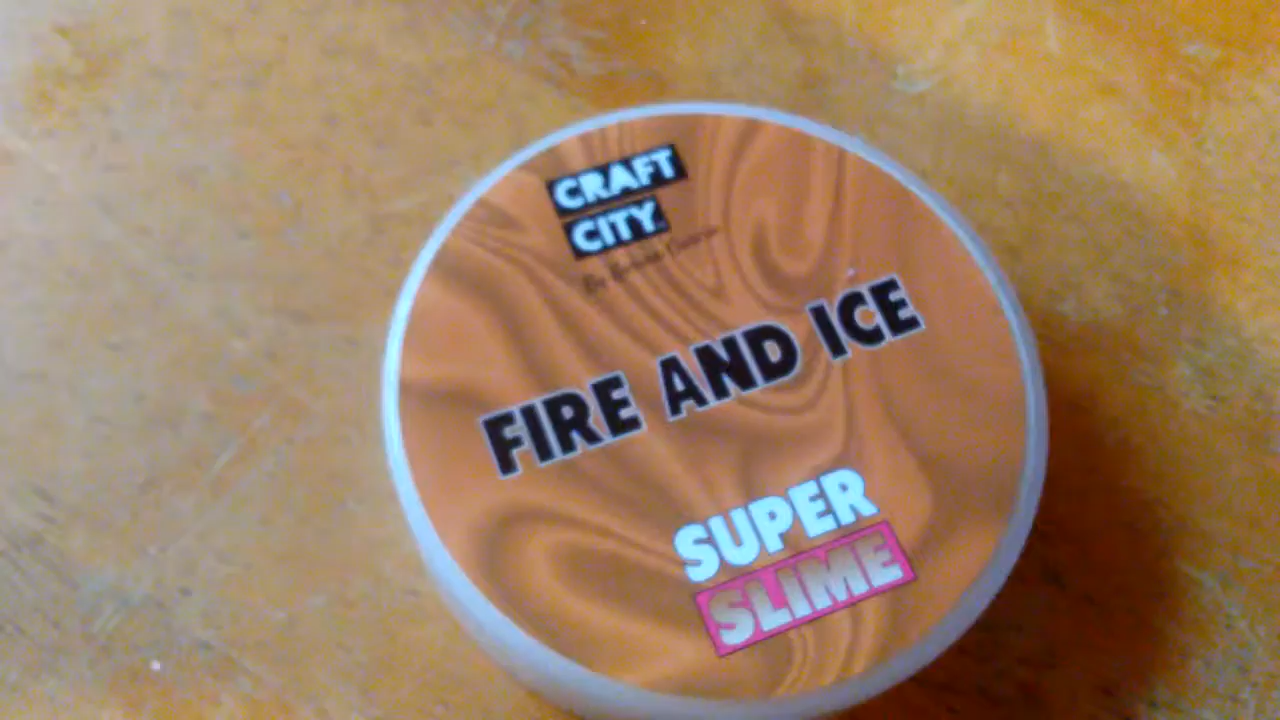 CRAFT
CITY
FIRE AND ICE
SUPER
SLIME